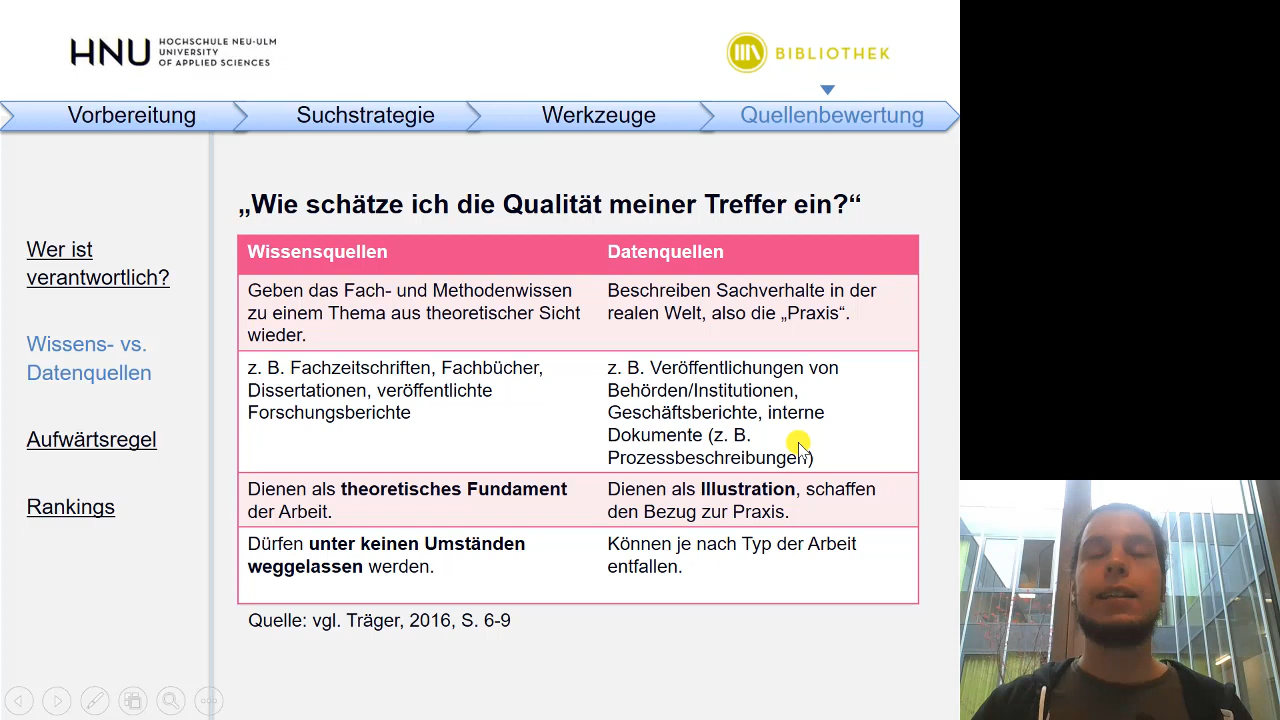 HNU HOCHSCHULE NEU-ULM
UNIVERSITY
OF APPLIED SCIENCES
BIBLIOTHEK
Vorbereitung
Suchstrategie
Werkzeuge
Quellenbewertung
Wer ist
verantwortlich?
Wissens- vs.
Datenquellen
Aufwärtsregel
Rankings
„Wie schätze ich die Qualität meiner Treffer ein?“
Wissensquellen
Datenquellen
Geben das Fach- und Methodenwissen
zu einem Thema aus theoretischer Sicht
wieder.
Beschreiben Sachverhalte in der
realen Welt, also die „Praxis“.
z. B. Fachzeitschriften, Fachbücher,
Dissertationen, veröffentlichte
Forschungsberichte
z. B. Veröffentlichungen von
Behörden/Institutionen,
Geschäftsberichte, interne
Dokumente (z. B.
Prozessbeschreibungen)
Dienen als theoretisches Fundament
der Arbeit.
Dienen als Illustration, schaffen
den Bezug zur Praxis.
Dürfen unter keinen Umständen
weggelassen werden.
Können je nach Typ der Arbeit
entfallen.
Quelle: vgl. Träger, 2016, S. 6-9